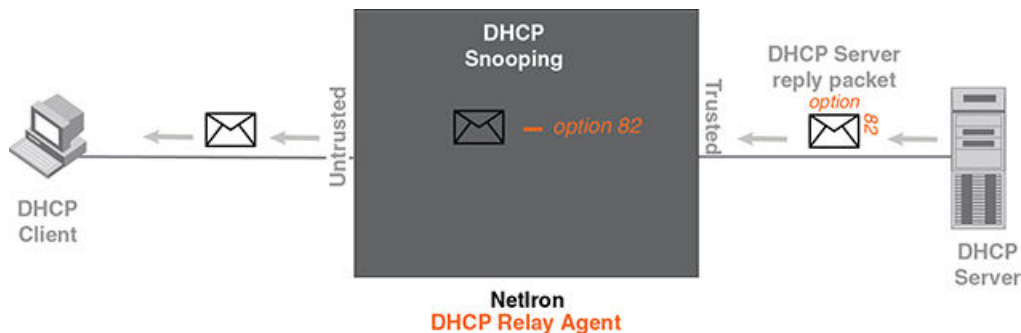 DHCP
Snooping
DHCP Server
reply packet
option
82
Untrusted
– option 82
Trusted
DHCP
Client
DHCP
Server
NetIron
DHCP Relay Agent